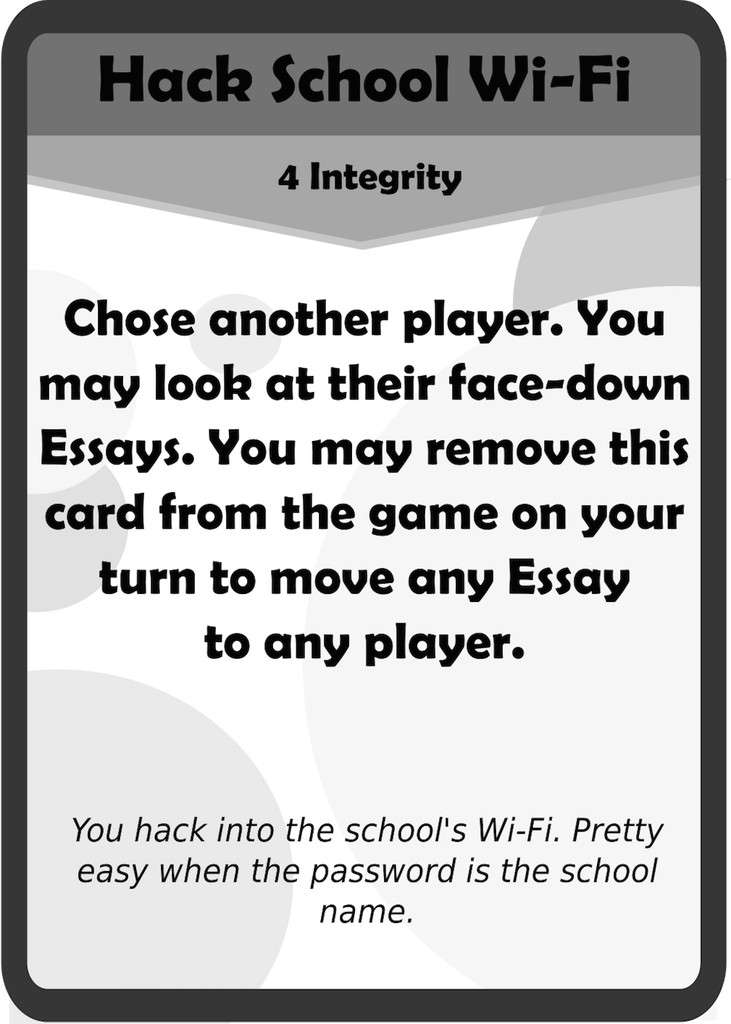 Hack School Wi-Fi
4 Integrity
Chose another player. You
may look at their face-down
Essays. You may remove this
card from the game on your
turn to move any Essay
to any player.
You hack into the school's Wi-Fi. Pretty
easy when the password is the school
name.